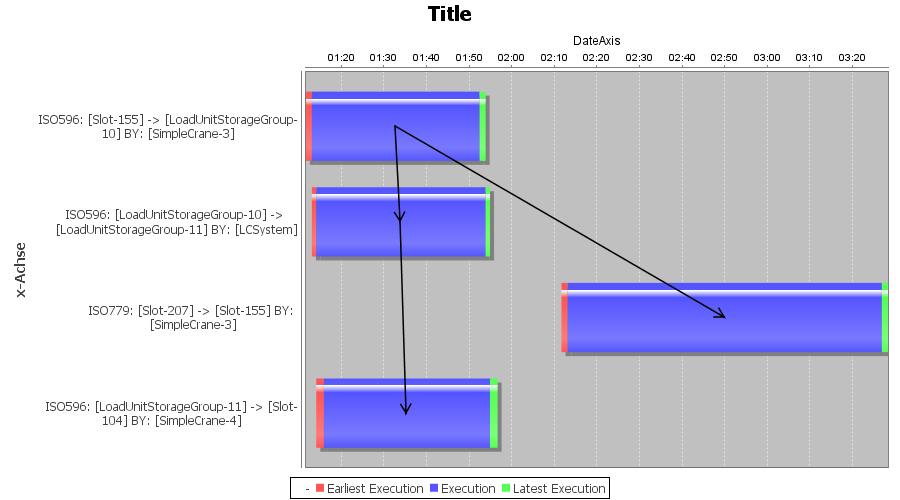 Title
DateAxis
01:20 01:30 01:40 01:50 02:00 02:10 02:20 02:30 02:40 02:50 03:00 03:10 03:20
x-Achse
ISO596: [Slot-155] -> [LoadUnitStorageGroup-
10] BY: [SimpleCrane-3]
ISO596: [LoadUnitStorageGroup-10] ->
[LoadUnitStorageGroup-11] BY: [LCSystem]
ISO779: [Slot-207] -> [Slot-155] BY:
[SimpleCrane-3]
ISO596: [LoadUnitStorageGroup-11] -> [Slot-
104] BY: [SimpleCrane-4]
- Earliest Execution Execution Latest Execution